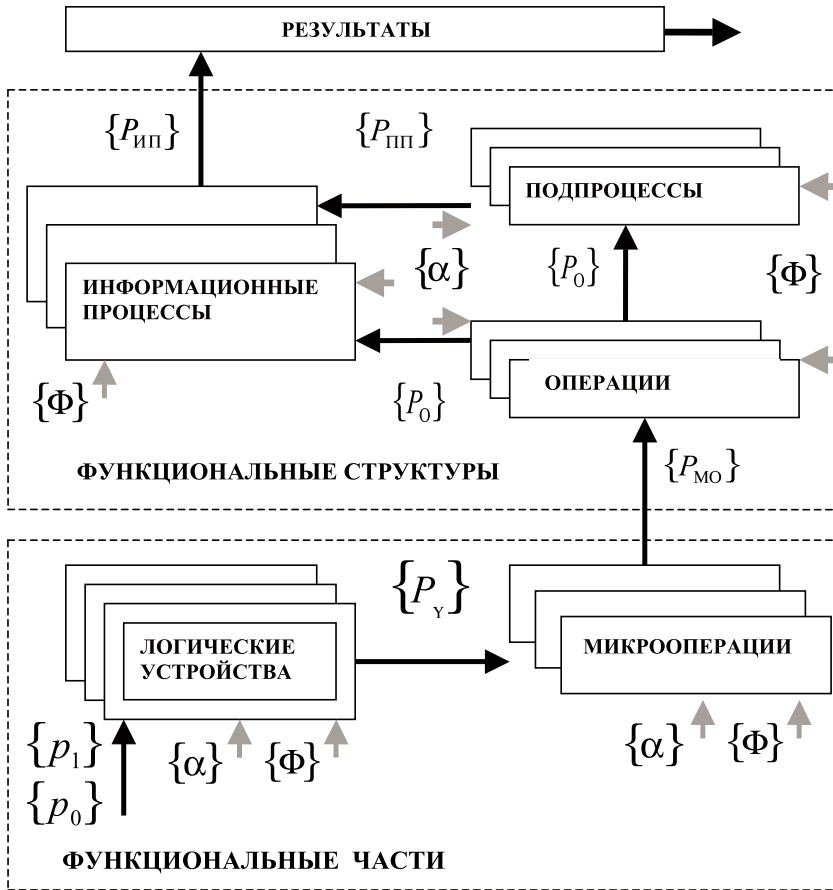 РЕЗУЛЬТАТЫ
{P_ИП}
{P_ПП}
ПОДПРОЦЕССЫ
{α}
{P_0}
{Φ}
ИНФОРМАЦИОННЫЕ
ПРОЦЕССЫ
{Φ}
{P_0}
ОПЕРАЦИИ
ФУНКЦИОНАЛЬНЫЕ СТРУКТУРЫ
{P_МО}
{P_Y}
ЛОГИЧЕСКИЕ
УСТРОЙСТВА
МИКРООПЕРАЦИИ
{p_1}
{p_0}
{α}
{Φ}
{α}
{Φ}
ФУНКЦИОНАЛЬНЫЕ ЧАСТИ